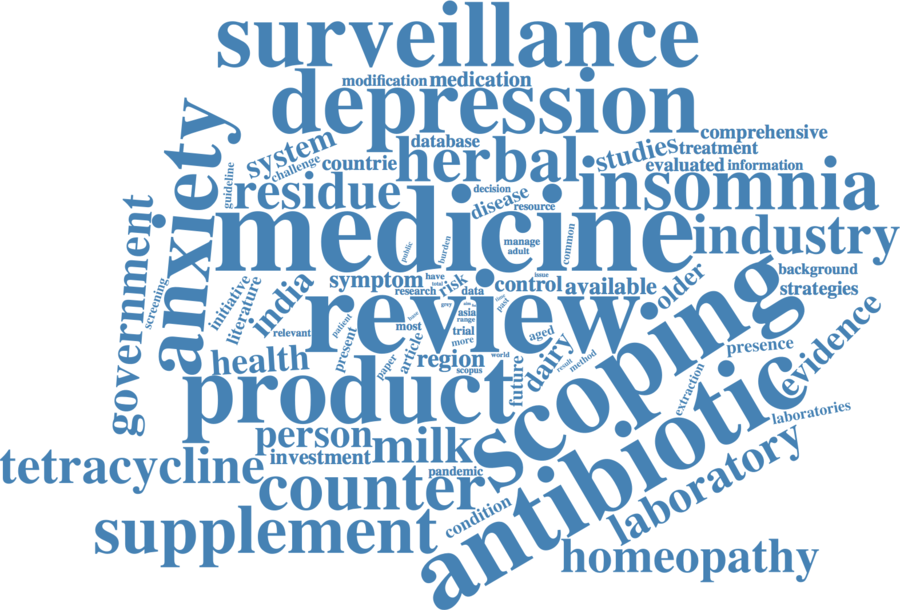 surveillance
modification
medication
depression
comprehensive
anxiety
database
system
challenge
countrie
herbal
studies
treatment
evaluated
information
guideline
residue
decision
disease
resource
insomnia
medicine
public
burden
manage
adult
common
industry
government
screening
initiative
literature
india
symptom
have
total
research
risk
issue
data
control
available
older
background
strategies
review
relevant
patient
present
most
asia
range
trial
more
aged
scoping
evidence
presence
health
paper
article
region
world
scopus
future
dairy
result
method
product
extraction
antibiotic
laboratories
person
milk
investment
pandemic
tetracycline
counter
condition
laboratory
supplement
homeopathy